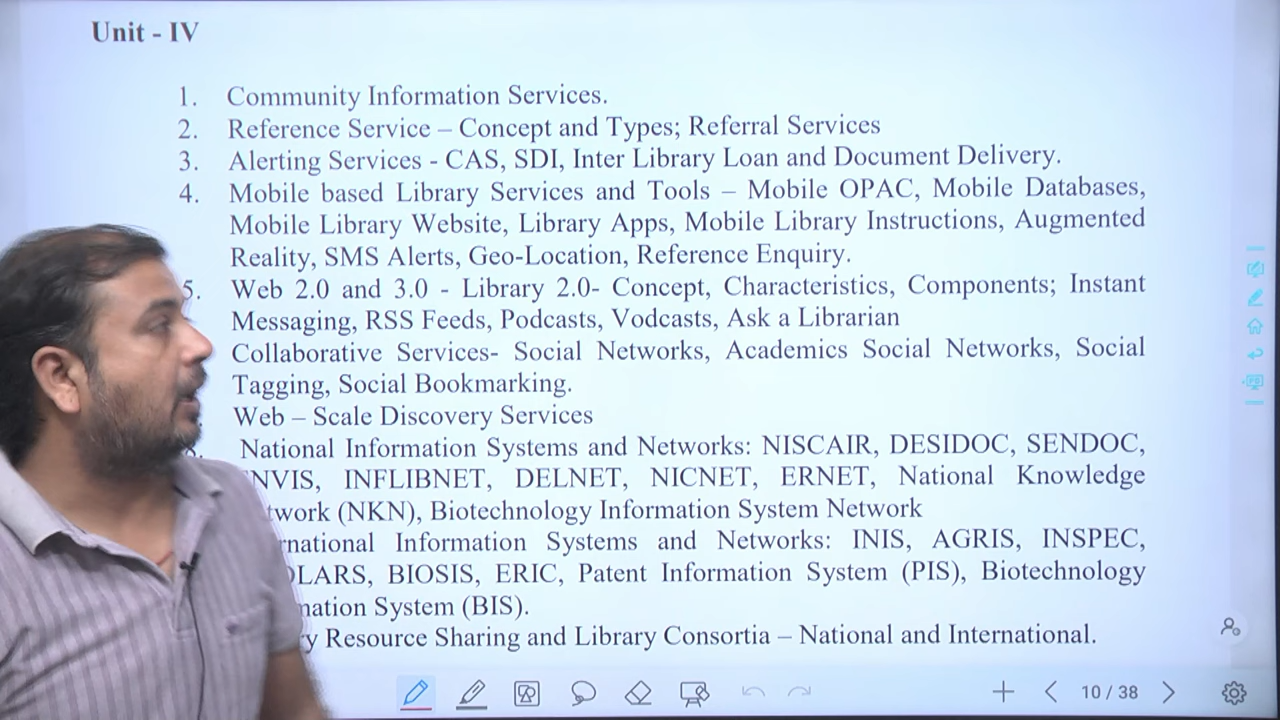 Unit - IV
1. Community Information Services.
2. Reference Service – Concept and Types; Referral Services
3. Alerting Services - CAS, SDI, Inter Library Loan and Document Delivery.
4. Mobile based Library Services and Tools – Mobile OPAC, Mobile Databases,
Mobile Library Website, Library Apps, Mobile Library Instructions, Augmented
Reality, SMS Alerts, Geo-Location, Reference Enquiry.
5. Web 2.0 and 3.0 - Library 2.0- Concept, Characteristics, Components; Instant
Messaging, RSS Feeds, Podcasts, Vodcasts, Ask a Librarian
Collaborative Services- Social Networks, Academics Social Networks, Social
Tagging, Social Bookmarking.
Web – Scale Discovery Services
National Information Systems and Networks: NISCAIR, DESIDOC, SENDOC,
NVIS, INFLIBNET, DELNET, NICNET, ERNET, National Knowledge
twork (NKN), Biotechnology Information System Network
rnational Information Systems and Networks: INIS, AGRIS, INSPEC,
LARS, BIOSIS, ERIC, Patent Information System (PIS), Biotechnology
mation System (BIS).
y Resource Sharing and Library Consortia – National and International.
10 / 38